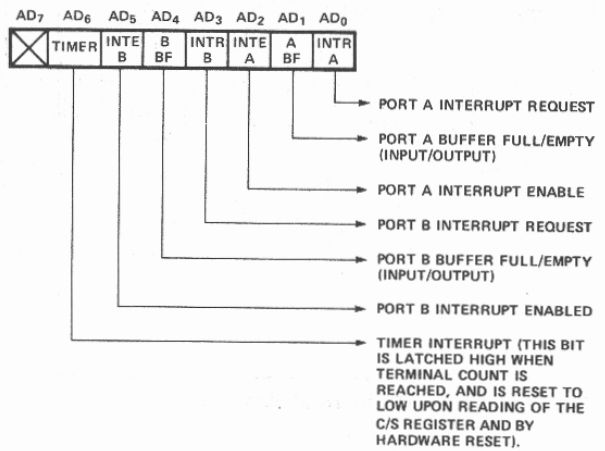 AD7 AD6 AD5 AD4 AD3 AD2 AD1 AD0
TIMER INTE B B BF INTR B INTE A A BF INTR A
PORT A INTERRUPT REQUEST
PORT A BUFFER FULL/EMPTY
(INPUT/OUTPUT)
PORT A INTERRUPT ENABLE
PORT B INTERRUPT REQUEST
PORT B BUFFER FULL/EMPTY
(INPUT/OUTPUT)
PORT B INTERRUPT ENABLED
TIMER INTERRUPT (THIS BIT
IS LATCHED HIGH WHEN
TERMINAL COUNT IS
REACHED, AND IS RESET TO
LOW UPON READING OF THE
C/S REGISTER AND BY
HARDWARE RESET).